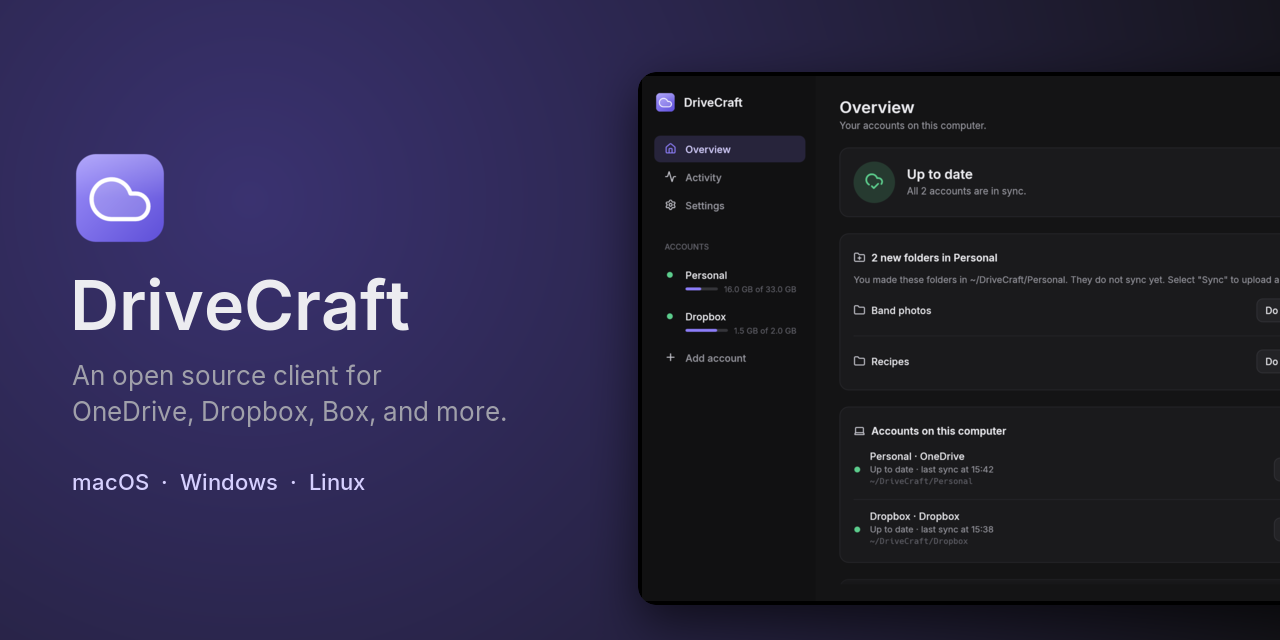 DriveCraft
An open source client for
OneDrive, Dropbox, Box, and more.
macOS · Windows · Linux
DriveCraft
Overview
Activity
Settings
ACCOUNTS
Personal
16.0 GB of 33.0 GB
Dropbox
1.5 GB of 2.0 GB
Add account
Overview
Your accounts on this computer.
Up to date
All 2 accounts are in sync.
2 new folders in Personal
You made these folders in ~/DriveCraft/Personal. They do not sync yet. Select "Sync" to upload a
Band photos
Do
Recipes
Do
Accounts on this computer
Personal · OneDrive
Up to date · last sync at 15:42
~/DriveCraft/Personal
Dropbox · Dropbox
Up to date · last sync at 15:38
~/DriveCraft/Dropbox